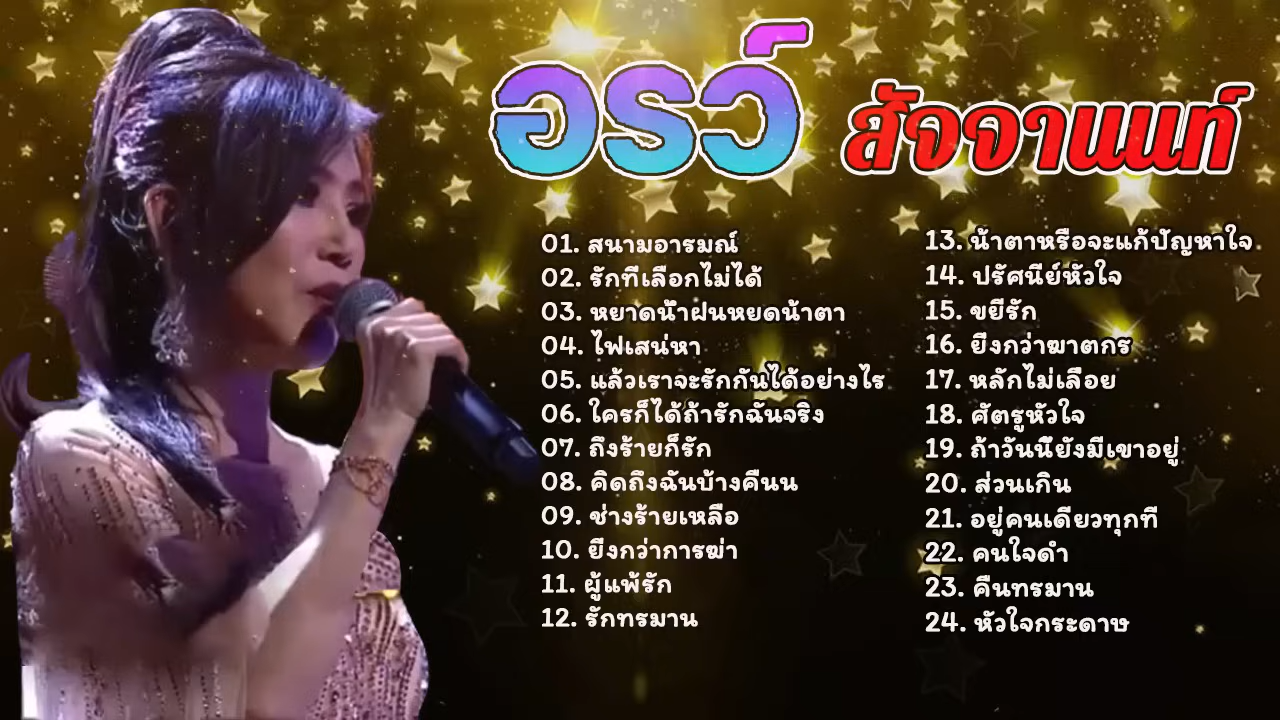 อรว์ สัจจานนท์
01. สนามอารมณ์
02. รักที่เลือกไม่ได้
03. หยาดน้ำฝนหยดน้ำตา
04. ไฟเสน่หา
05. แล้วเราจะรักกันได้อย่างไร
06. ใครก็ได้ถ้ารักฉันจริง
07. ถึงร้ายก็รัก
08. คิดถึงฉันบ้างคืนน
09. ช่างร้ายเหลือ
10. ยิ่งกว่าการฆ่า
11. ผู้แพ้รัก
12. รักทรมาน
13. น้ำตาหรือจะแก้ปัญหาใจ
14. ปรัศนีย์หัวใจ
15. ขยี้รัก
16. ยิ่งกว่าฆาตกร
17. หลักไม้เลื้อย
18. ศัตรูหัวใจ
19. ถ้าวันนี้ยังมีเขาอยู่
20. ส่วนเกิน
21. อยู่คนเดียวทุกที
22. คนใจดำ
23. คืนทรมาน
24. หัวใจกระดาษ